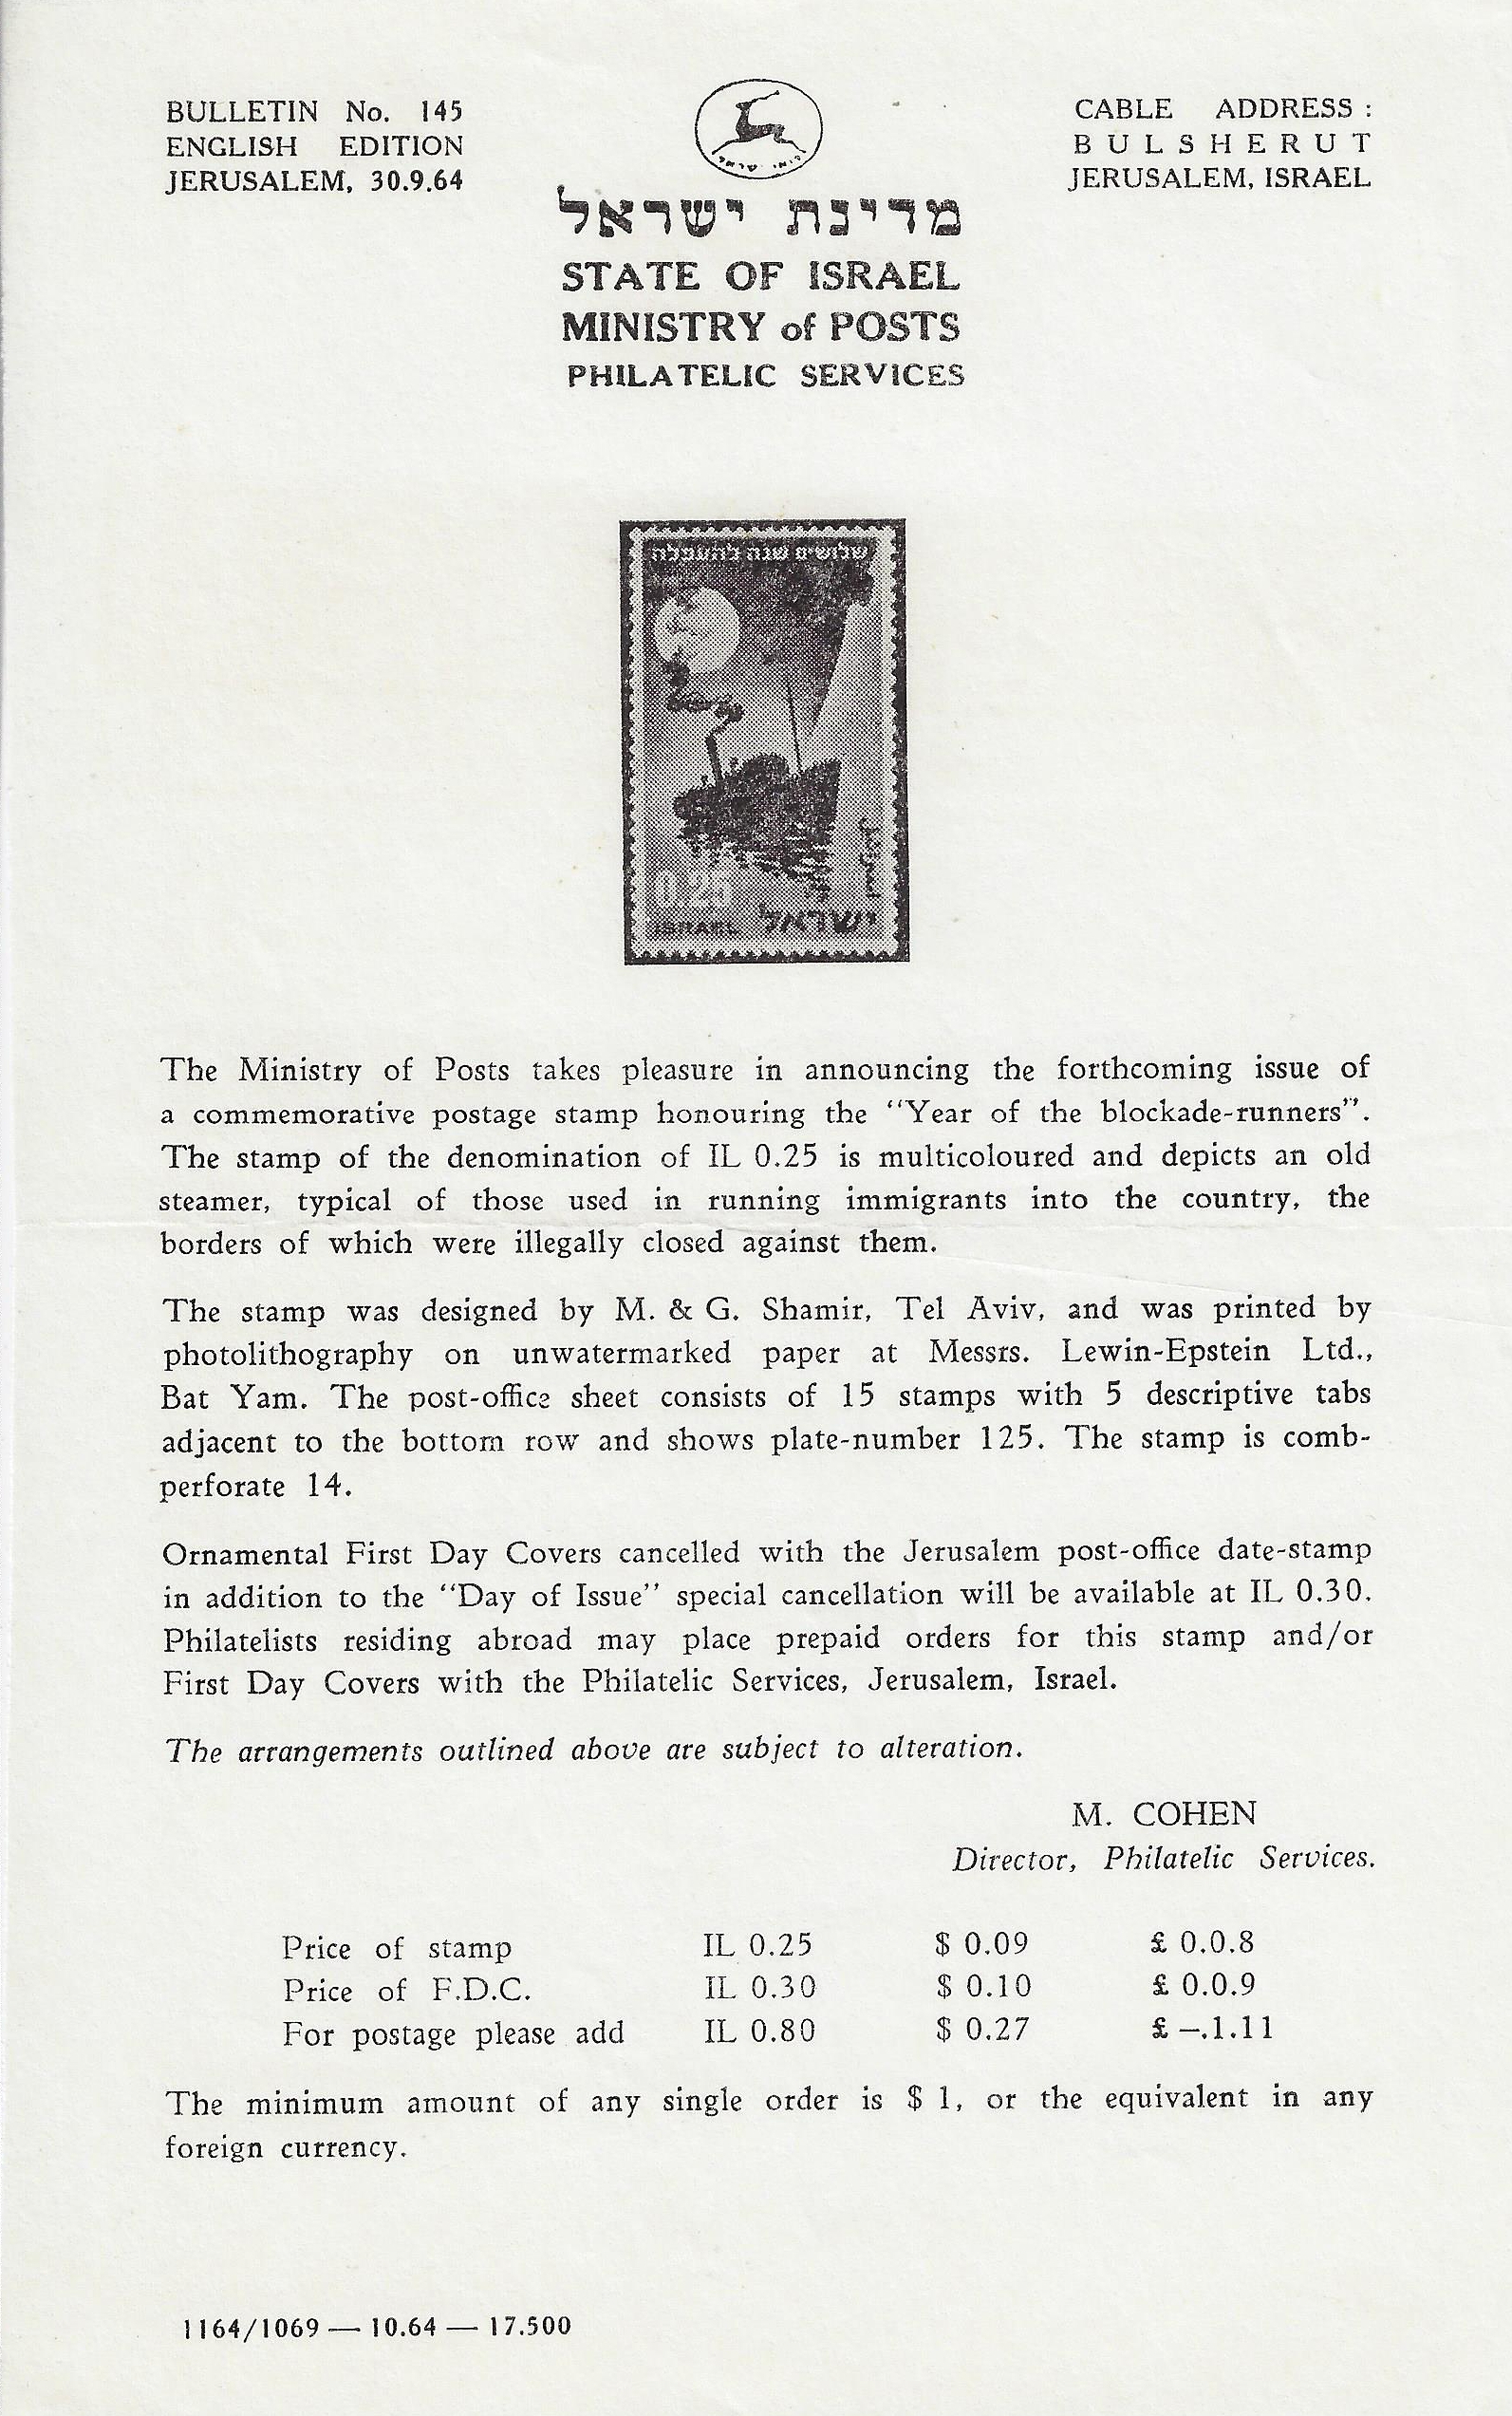 BULLETIN No. 145
ENGLISH EDITION
JERUSALEM, 30.9.64
CABLE ADDRESS :
BULSHERUT
JERUSALEM, ISRAEL
מדינת ישראל
STATE OF ISRAEL
MINISTRY of POSTS
PHILATELIC SERVICES
שלושים שנה להעפלה
0.25
ISRAEL ישראל
The Ministry of Posts takes pleasure in announcing the forthcoming issue of
a commemorative postage stamp honouring the "Year of the blockade-runners".
The stamp of the denomination of IL 0.25 is multicoloured and depicts an old
steamer, typical of those used in running immigrants into the country, the
borders of which were illegally closed against them.
The stamp was designed by M. & G. Shamir, Tel Aviv, and was printed by
photolithography on unwatermarked paper at Messrs. Lewin-Epstein Ltd.,
Bat Yam. The post-office sheet consists of 15 stamps with 5 descriptive tabs
adjacent to the bottom row and shows plate-number 125. The stamp is comb-
perforate 14.
Ornamental First Day Covers cancelled with the Jerusalem post-office date-stamp
in addition to the "Day of Issue" special cancellation will be available at IL 0.30.
Philatelists residing abroad may place prepaid orders for this stamp and/or
First Day Covers with the Philatelic Services, Jerusalem, Israel.
The arrangements outlined above are subject to alteration.
M. COHEN
Director, Philatelic Services.
Price of stamp IL 0.25 $ 0.09 £ 0.0.8
Price of F.D.C. IL 0.30 $ 0.10 £ 0.0.9
For postage please add IL 0.80 $ 0.27 £ –.1.11
The minimum amount of any single order is $ 1, or the equivalent in any
foreign currency.
1164/1069 — 10.64 — 17.500